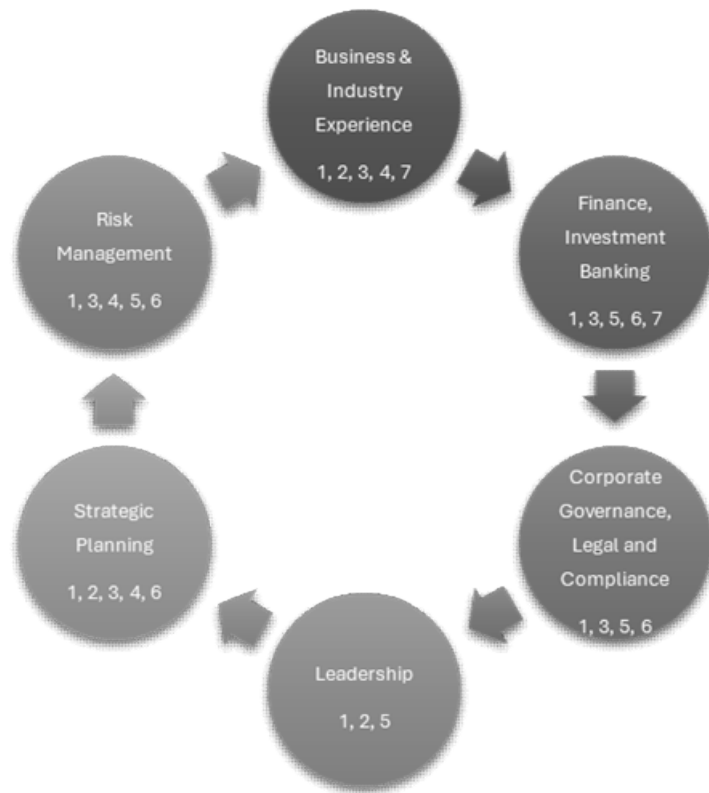 Business &
Industry
Experience
1, 2, 3, 4, 7
Finance,
Investment
Banking
1, 3, 5, 6, 7
Corporate
Governance,
Legal and
Compliance
1, 3, 5, 6
Leadership
1, 2, 5
Strategic
Planning
1, 2, 3, 4, 6
Risk
Management
1, 3, 4, 5, 6